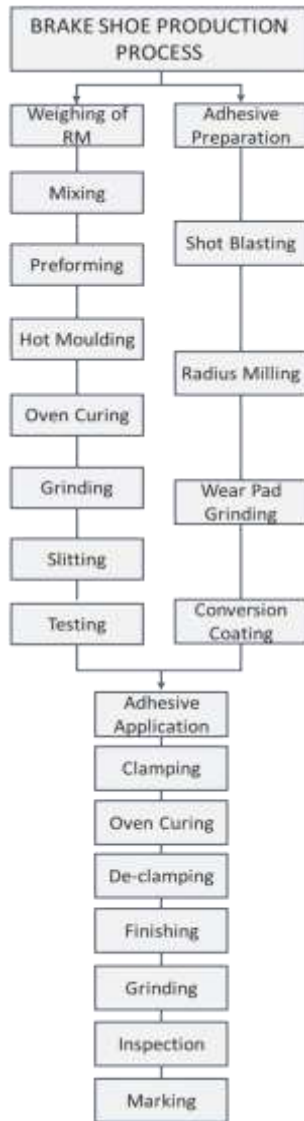 BRAKE SHOE PRODUCTION
PROCESS
Weighing of
RM
Mixing
Preforming
Hot Moulding
Oven Curing
Grinding
Slitting
Testing
Adhesive
Preparation
Shot Blasting
Radius Milling
Wear Pad
Grinding
Conversion
Coating
Adhesive
Application
Clamping
Oven Curing
De-clamping
Finishing
Grinding
Inspection
Marking